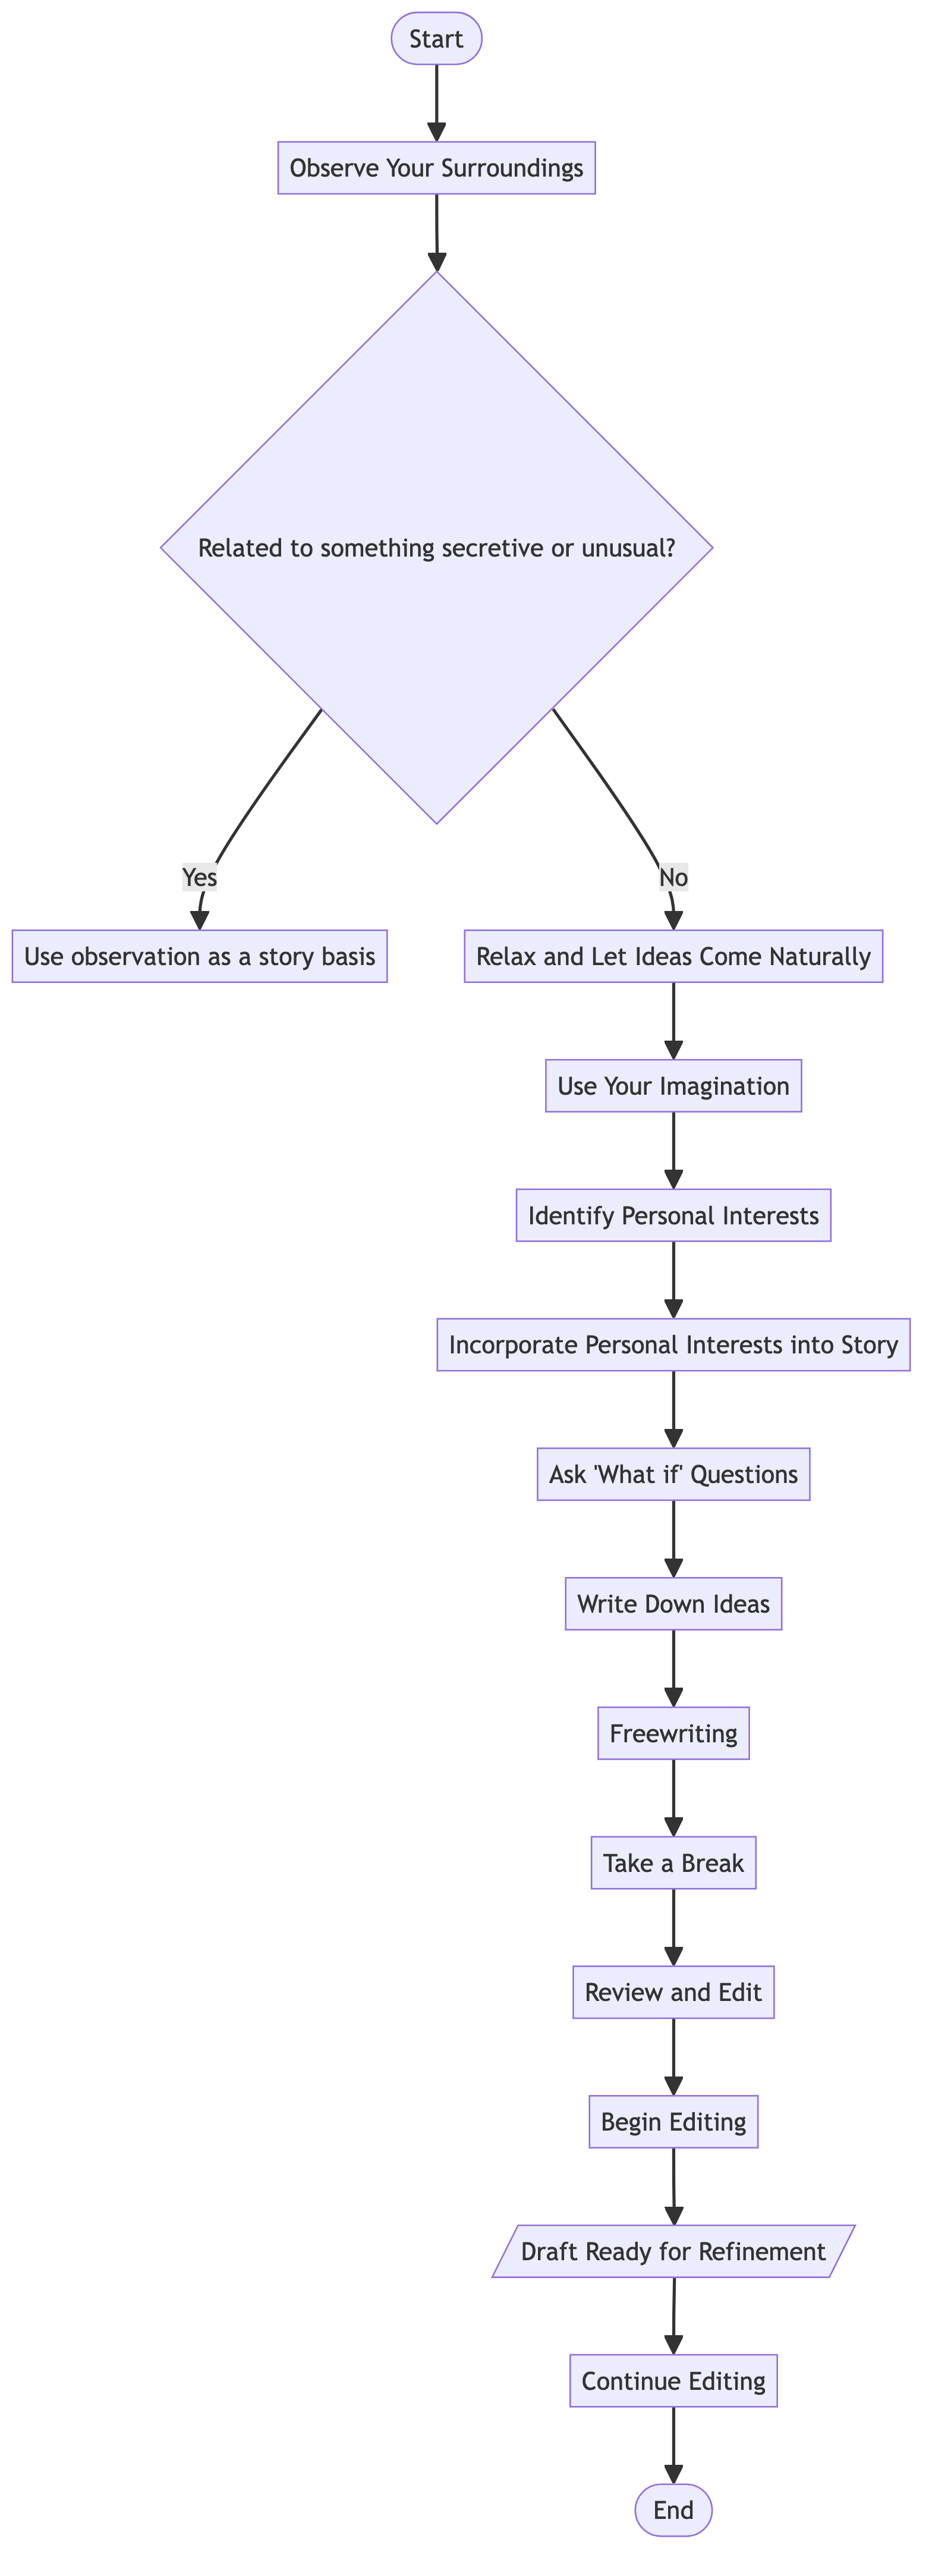 Start
Observe Your Surroundings
Related to something secretive or unusual?
Yes
No
Use observation as a story basis
Relax and Let Ideas Come Naturally
Use Your Imagination
Identify Personal Interests
Incorporate Personal Interests into Story
Ask 'What if' Questions
Write Down Ideas
Freewriting
Take a Break
Review and Edit
Begin Editing
Draft Ready for Refinement
Continue Editing
End